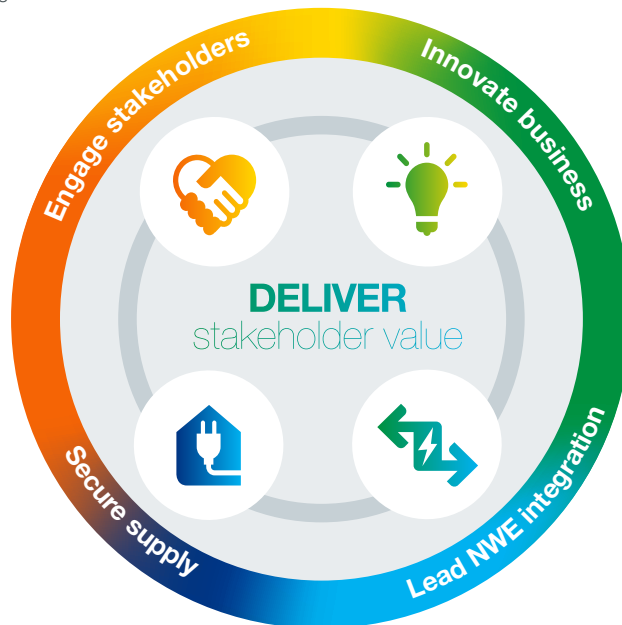 Engage stakeholders
Innovate business
DELIVER
stakeholder value
Secure supply
Lead NWE integration